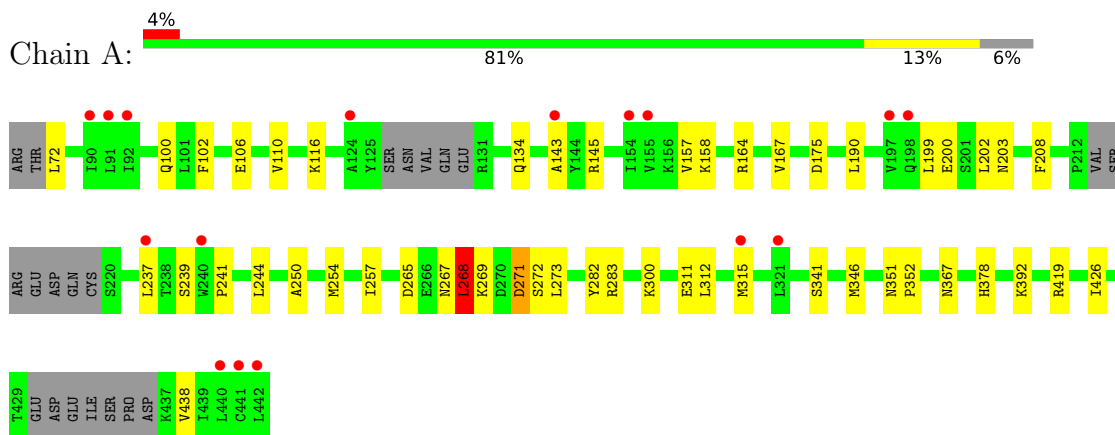 4%
Chain A:
81% 13% 6%
ARG THR L72 I90 L91 I92 Q100 L101 F102 E106 V110 K116 A124 Y125 SER ASN VAL GLN GLU R131 Q134 A143 Y144 R145 I154 V155 K156 V157 K158 R164 V167 D175 L190 V197 Q198 L199 E200 S201 L202 N203 F208 P212 VAL SER
ARG GLU ASP GLN CYS S220 L237 T238 S239 W240 P241 L244 A250 M254 I257 D265 E266 N267 L268 K269 D270 D271 S272 L273 Y282 R283 K300 E311 L312 M315 L321 S341 M346 N351 P352 N367 H378 K392 R419 I426
T429 GLU ASP GLU ILE SER PRO ASP K437 V438 I439 L440 C441 L442